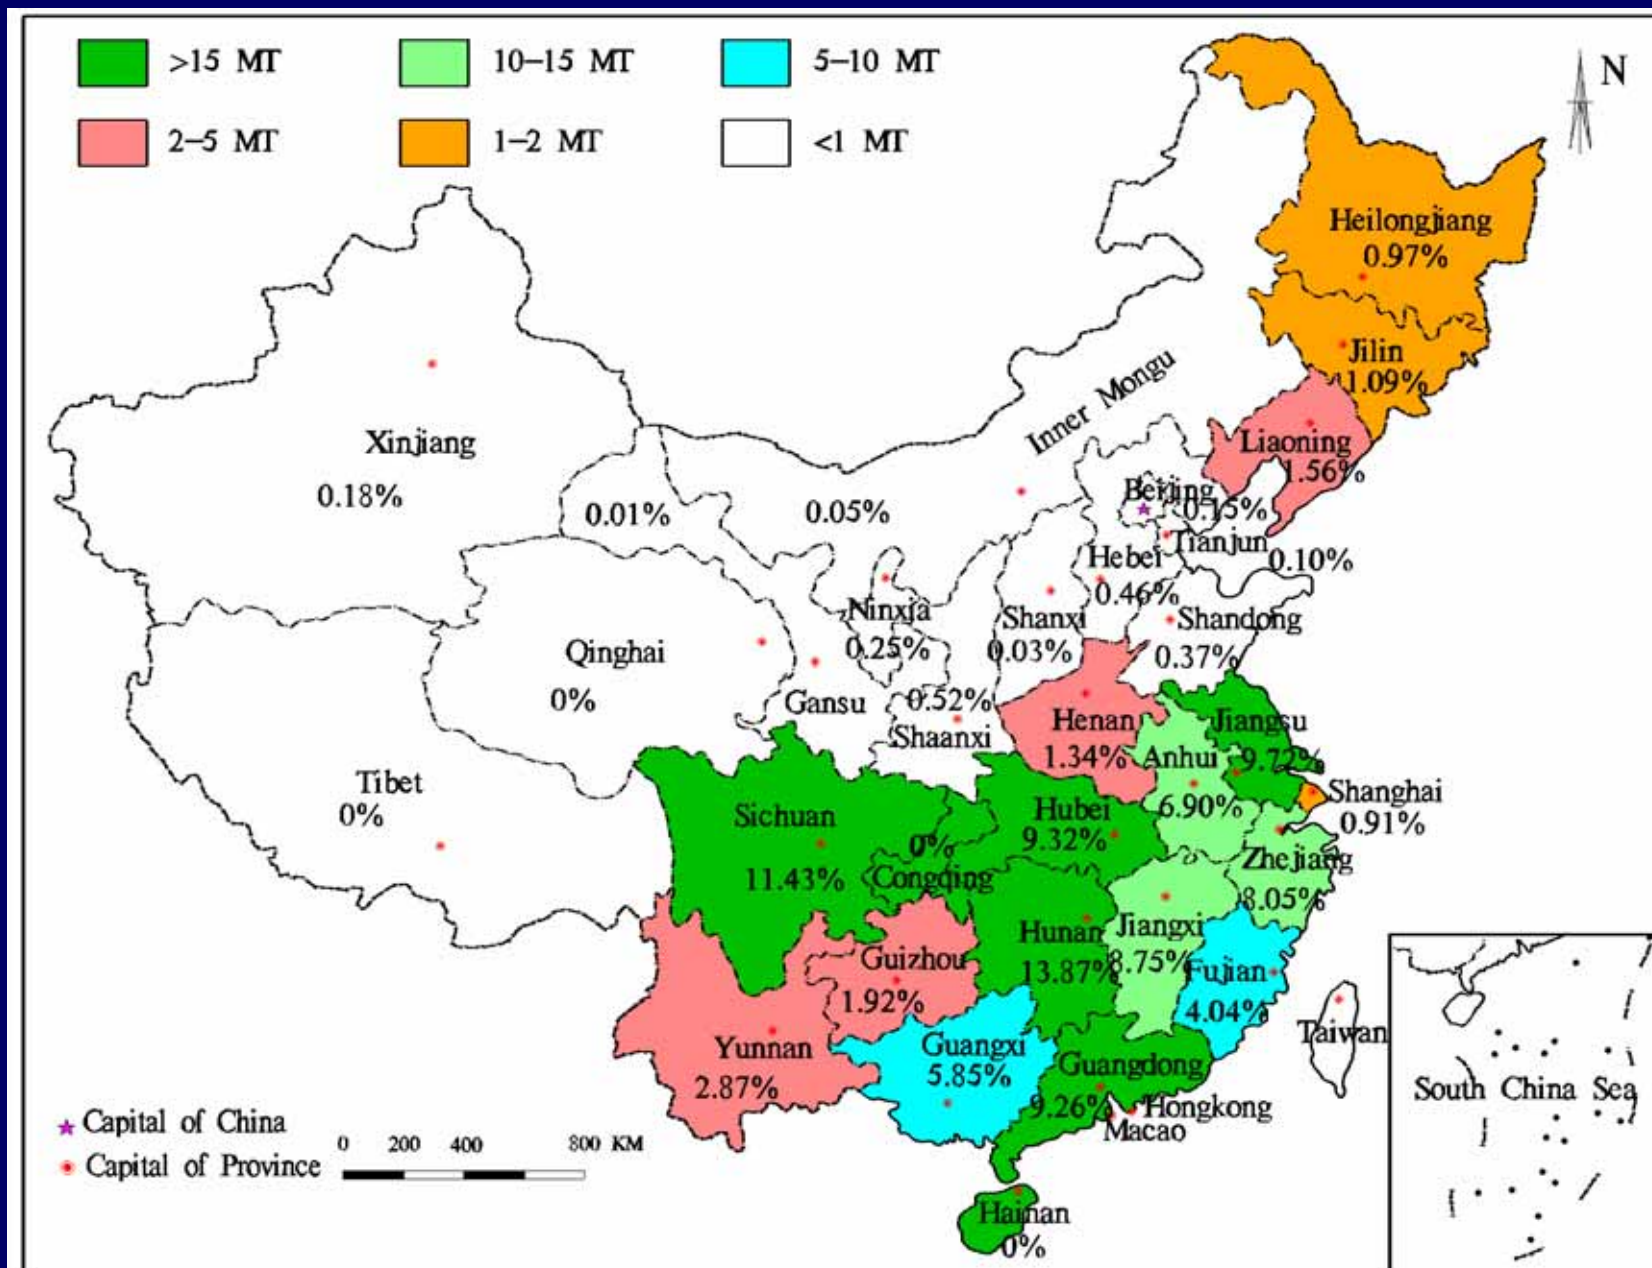 >15 MT
10-15 MT
5-10 MT
N
2-5 MT
1-2 MT
<1 MT
Heilongjiang
0.97%
Jilin
1.09%
Inner Mongu
Liaoning
1.56%
Xinjiang
0.18%
0.01%
0.05%
Beijing
0.15%
Tianjun
0.10%
Hebei
0.46%
Ninxja
0.25%
Shanxi
0.03%
Shandong
0.37%
Qinghai
0%
Gansu
0.52%
Shaanxi
Henan
1.34%
Jiangsu
9.72%
Anhui
6.90%
Tibet
0%
Shanghai
0.91%
Sichuan
11.43%
0%
Congqing
Hubei
9.32%
Zhejiang
8.05%
Hunan
13.87%
Jiangxi
8.75%
Fujian
4.04%
Guizhou
1.92%
Taiwan
Yunnan
2.87%
Guangxi
5.85%
Guangdong
9.26%
Hongkong
Macao
South China Sea
Capital of China
Capital of Province
0 200 400 800 KM
Hainan
0%